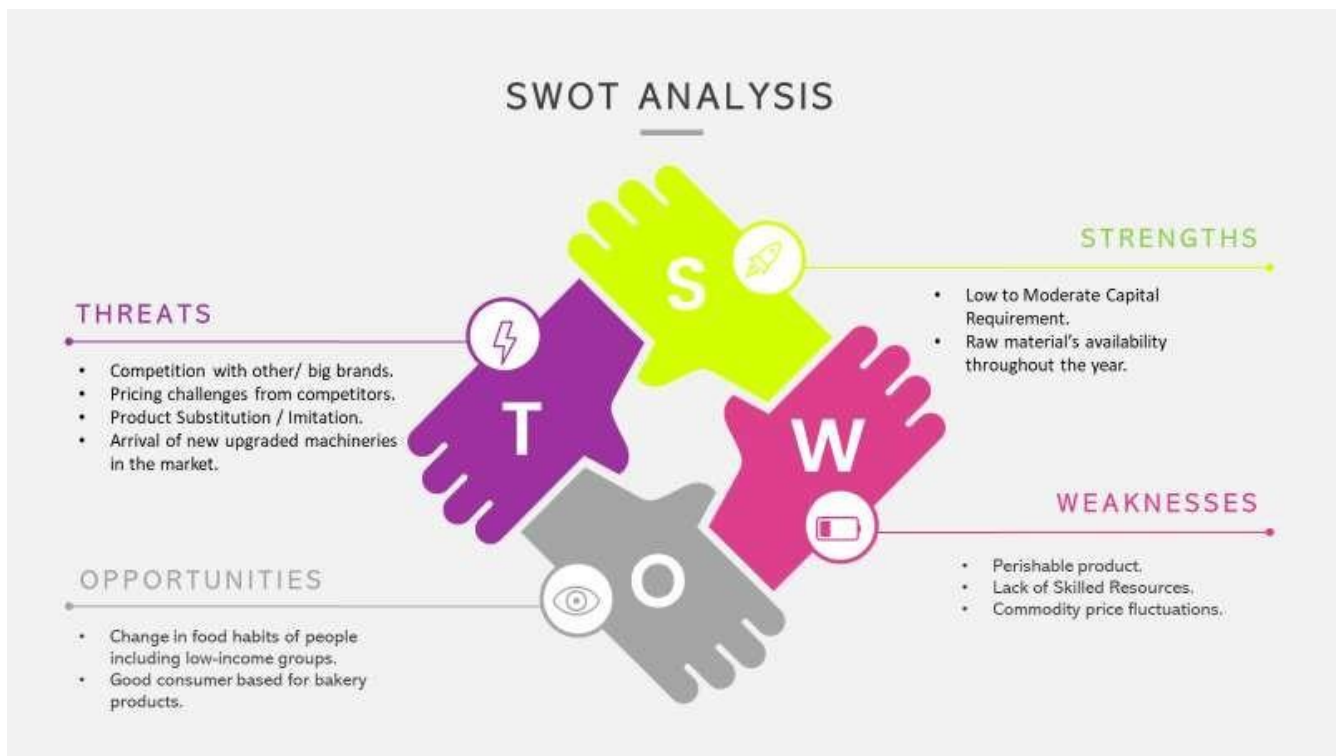 SWOT ANALYSIS
S
STRENGTHS
• Low to Moderate Capital
Requirement.
• Raw material's availability
throughout the year.
THREATS
• Competition with other/ big brands.
• Pricing challenges from competitors.
• Product Substitution / Imitation.
• Arrival of new upgraded machineries
in the market.
T
W
WEAKNESSES
• Perishable product.
• Lack of Skilled Resources.
• Commodity price fluctuations.
OPPORTUNITIES
• Change in food habits of people
including low-income groups.
• Good consumer based for bakery
products.
O